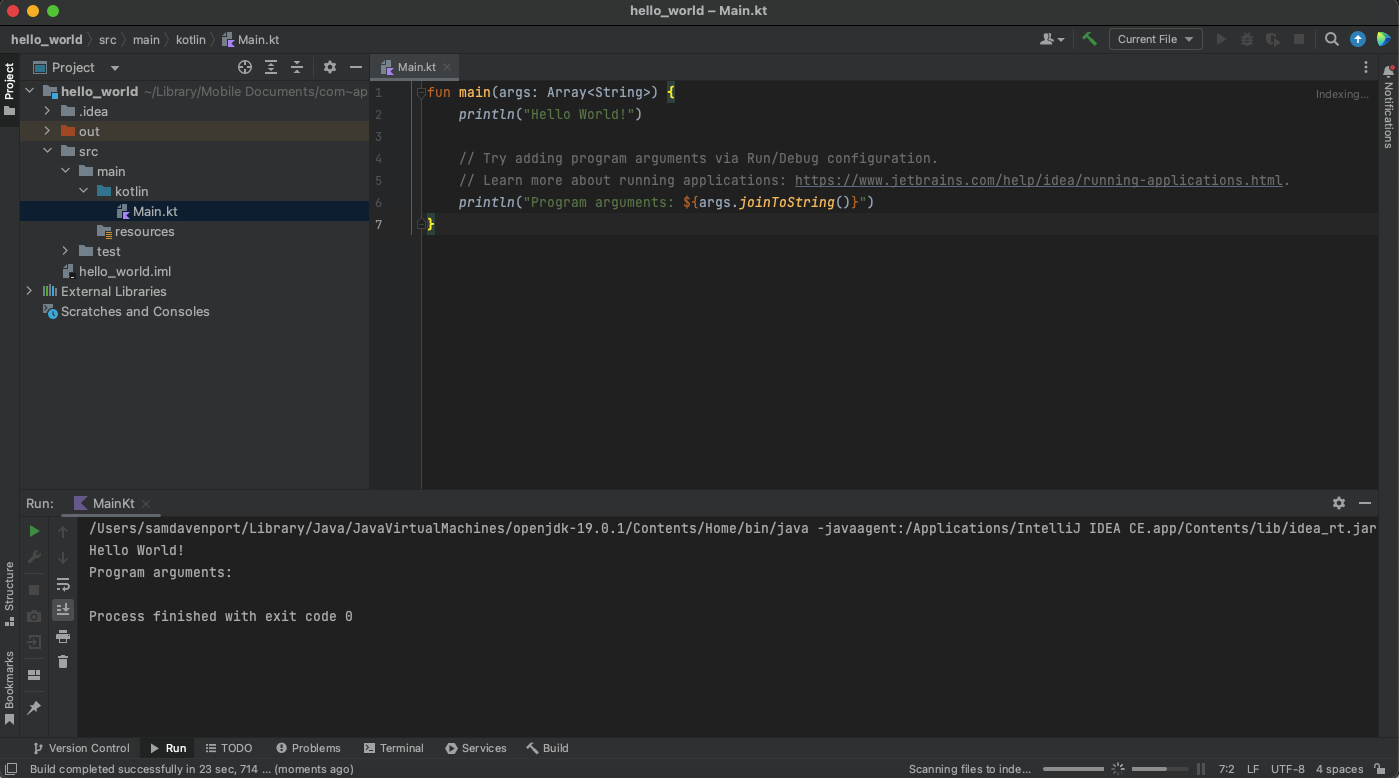 hello_world – Main.kt
hello_world src main kotlin Main.kt
Current File
Project
Project
Main.kt
Notifications
hello_world ~/Library/Mobile Documents/com~ap
.idea
out
src
main
kotlin
Main.kt
resources
test
hello_world.iml
External Libraries
Scratches and Consoles
Indexing...
1 fun main(args: Array<String>) {
2 println("Hello World!")
3
4 // Try adding program arguments via Run/Debug configuration.
5 // Learn more about running applications: https://www.jetbrains.com/help/idea/running-applications.html.
6 println("Program arguments: ${args.joinToString()}")
7 }
Run: MainKt
/Users/samdavenport/Library/Java/JavaVirtualMachines/openjdk-19.0.1/Contents/Home/bin/java -javaagent:/Applications/IntelliJ IDEA CE.app/Contents/lib/idea_rt.jar
Hello World!
Program arguments:
Process finished with exit code 0
Structure
Bookmarks
Version Control Run TODO Problems Terminal Services Build
Build completed successfully in 23 sec, 714 ... (moments ago)
Scanning files to inde... 7:2 LF UTF-8 4 spaces